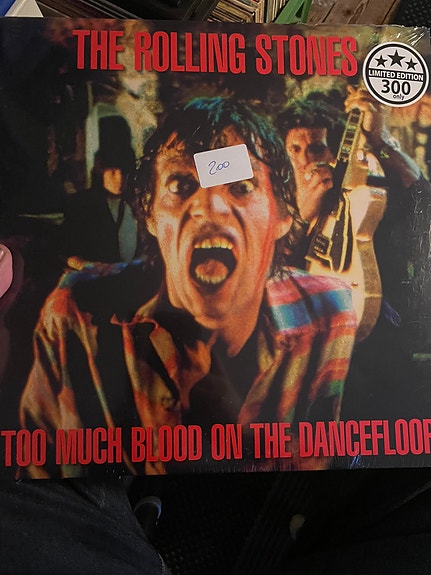 THE ROLLING STONES
LIMITED EDITION
300
only
200
TOO MUCH BLOOD ON THE DANCEFLOOR